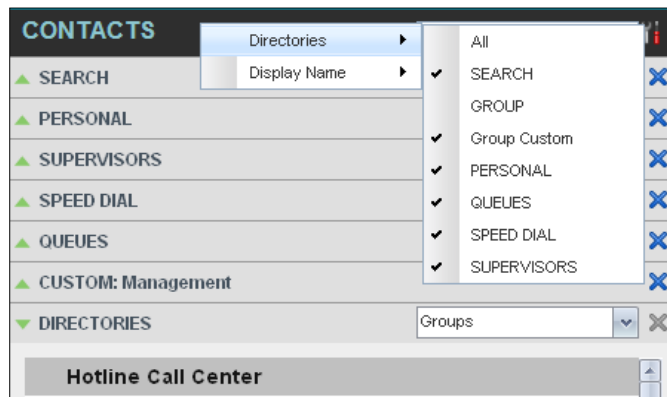 CONTACTS
Directories
Display Name
All
SEARCH
GROUP
Group Custom
PERSONAL
QUEUES
SPEED DIAL
SUPERVISORS
SEARCH
PERSONAL
SUPERVISORS
SPEED DIAL
QUEUES
CUSTOM: Management
DIRECTORIES
Groups
Hotline Call Center